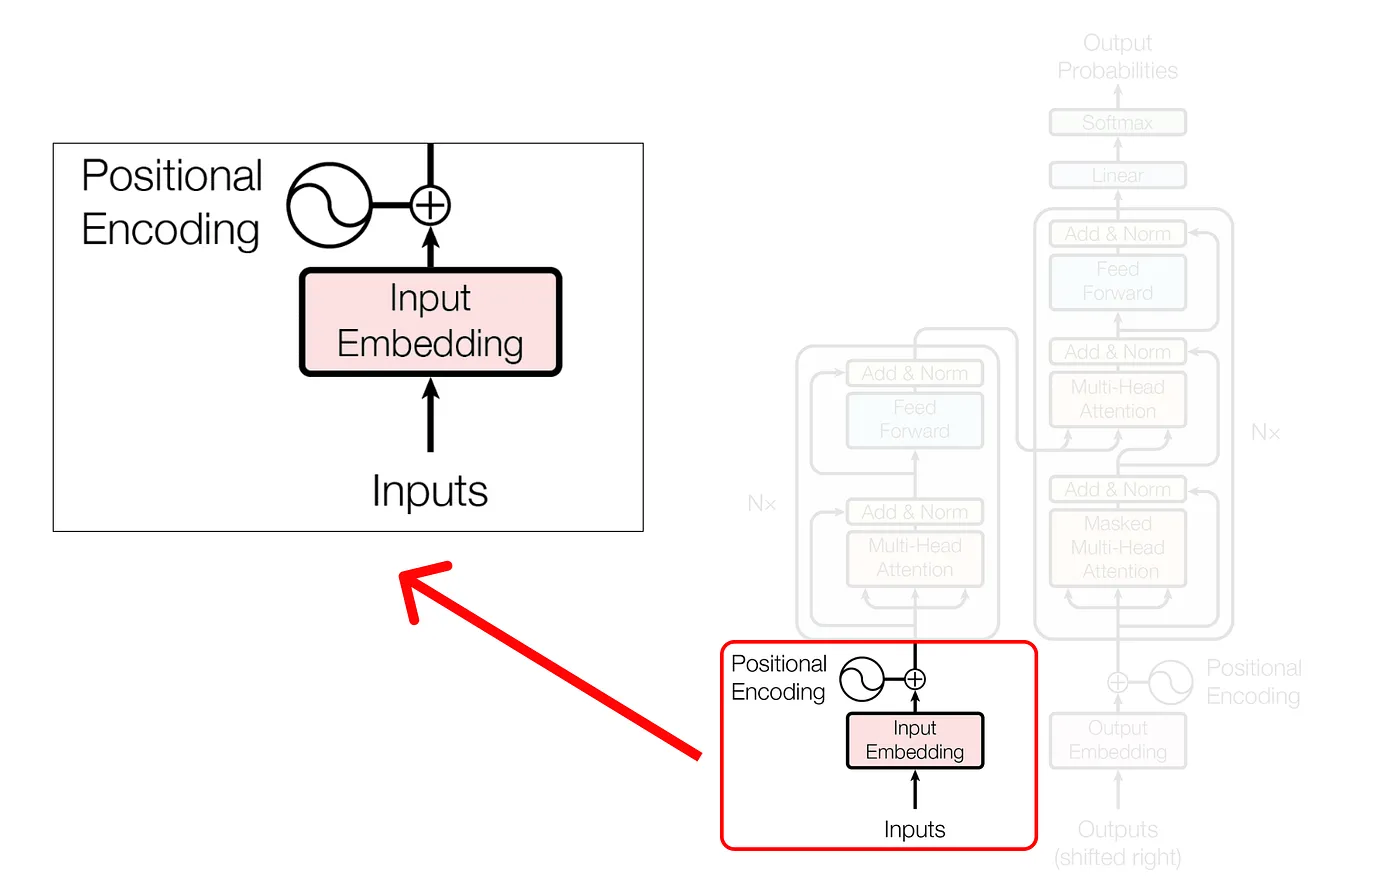 Positional
Encoding
Input
Embedding
Inputs
Output
Probabilities
Softmax
Linear
Add & Norm
Feed
Forward
Add & Norm
Multi-Head
Attention
Nx
Add & Norm
Masked
Multi-Head
Attention
Add & Norm
Feed
Forward
Nx
Add & Norm
Multi-Head
Attention
Positional
Encoding
Input
Embedding
Inputs
Positional
Encoding
Output
Embedding
Outputs
(shifted right)